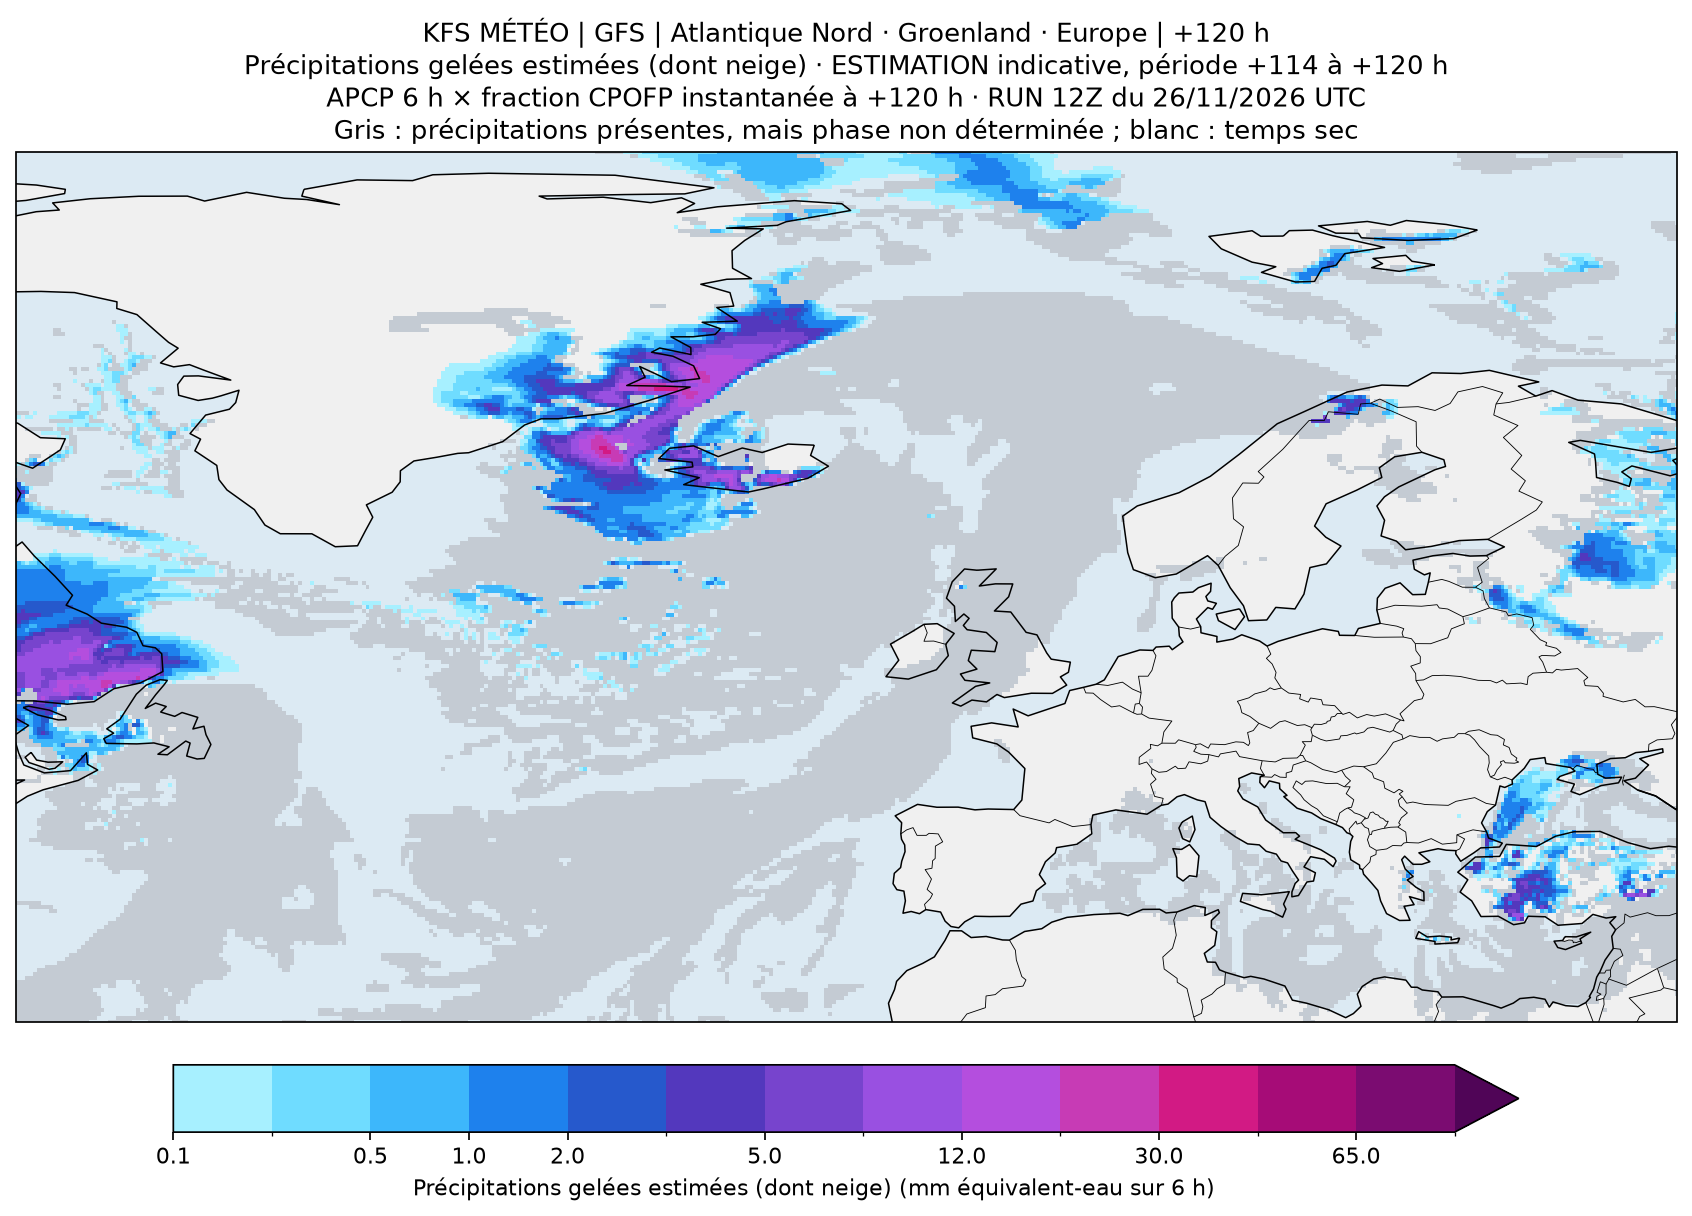 KFS MÉTÉO | GFS | Atlantique Nord · Groenland · Europe | +120 h
Précipitations gelées estimées (dont neige) · ESTIMATION indicative, période +114 à +120 h
APCP 6 h × fraction CPOFP instantanée à +120 h · RUN 12Z du 26/11/2026 UTC
Gris : précipitations présentes, mais phase non déterminée ; blanc : temps sec
0.1 0.5 1.0 2.0 5.0 12.0 30.0 65.0
Précipitations gelées estimées (dont neige) (mm équivalent-eau sur 6 h)